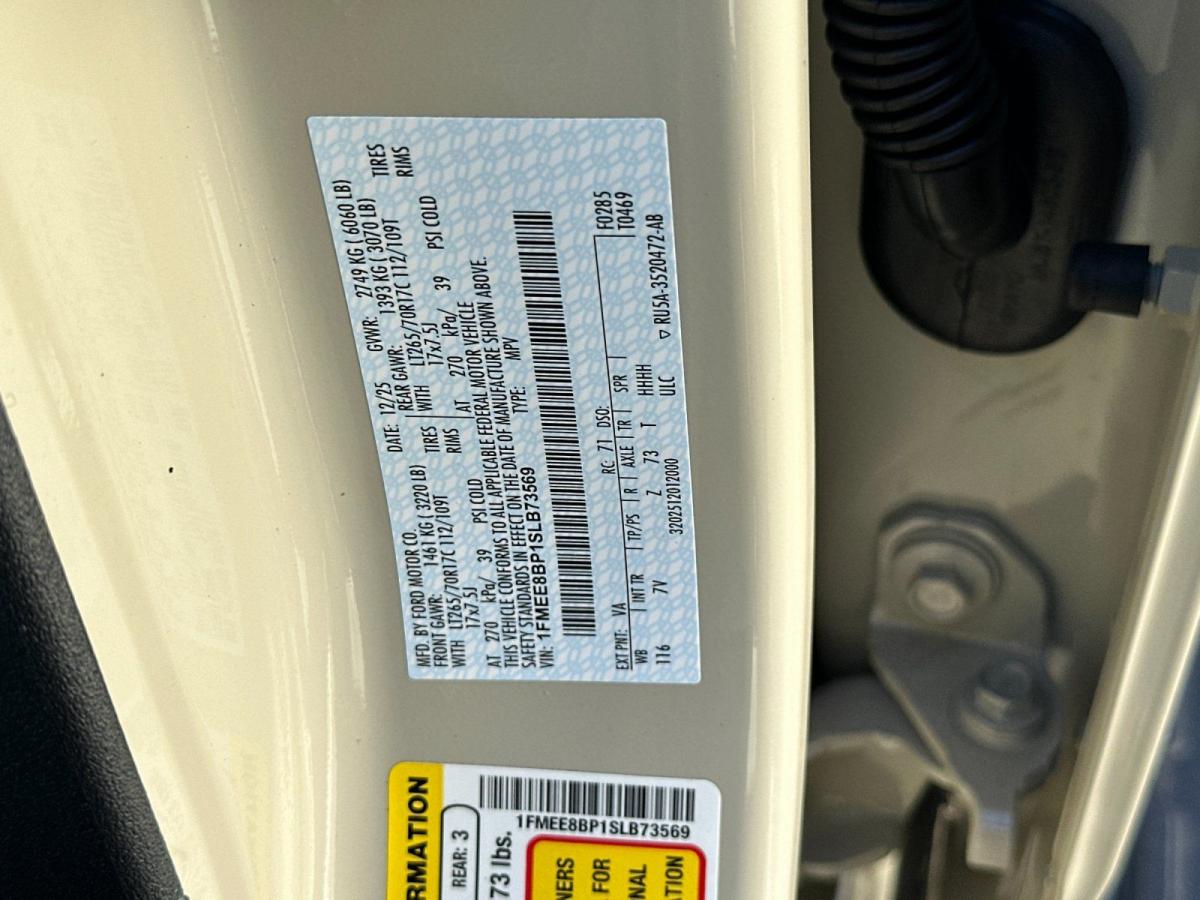 MFD. BY FORD MOTOR CO.
DATE: 12/25 GVWR: 2749 KG ( 6060 LB)
FRONT GAWR: 1461 KG ( 3220 LB) REAR GAWR: 1393 KG ( 3070 LB)
WITH LT265/70R17C 112/109T TIRES WITH LT265/70R17C 112/109T TIRES
17x7.5J RIMS 17x7.5J RIMS
AT 270 kPa/ 39 PSI COLD AT 270 kPa/ 39 PSI COLD
THIS VEHICLE CONFORMS TO ALL APPLICABLE FEDERAL MOTOR VEHICLE
SAFETY STANDARDS IN EFFECT ON THE DATE OF MANUFACTURE SHOWN ABOVE.
VIN: 1FMEE8BP1SLB73569 TYPE: MPV
F0285
T0469
EXT PNT: VA RC: 71 DSO:
WB INT TR TP/PS R AXLE TR SPR
116 7V Z 73 T HHHH
3202512012000 ULC
▽ RU5A-3520472-AB
RMATION
REAR: 3
73 lbs.
1FMEE8BP1SLB73569
NERS
FOR
NAL
ATION